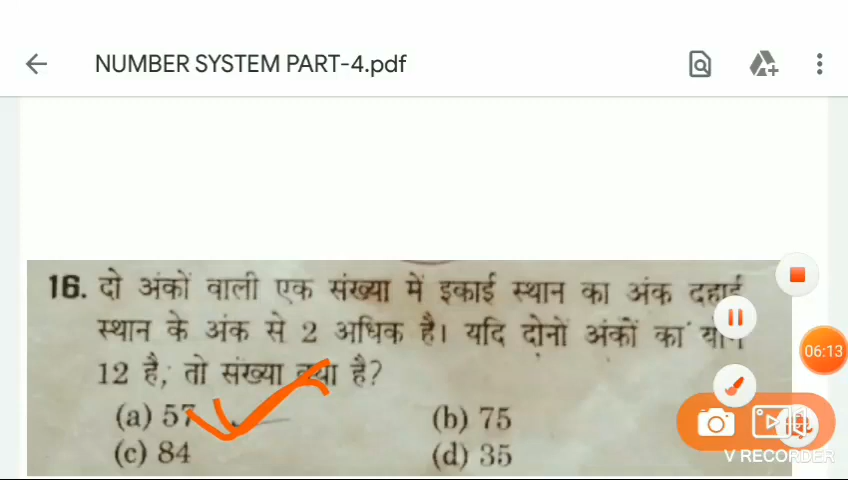 NUMBER SYSTEM PART-4.pdf
16. दो अंकों वाली एक संख्या में इकाई स्थान का अंक दहाई
स्थान के अंक से 2 अधिक है। यदि दोनों अंकों का योग
12 है, तो संख्या क्या है?
(a) 57 (b) 75
(c) 84 (d) 35
06:13
V RECORDER